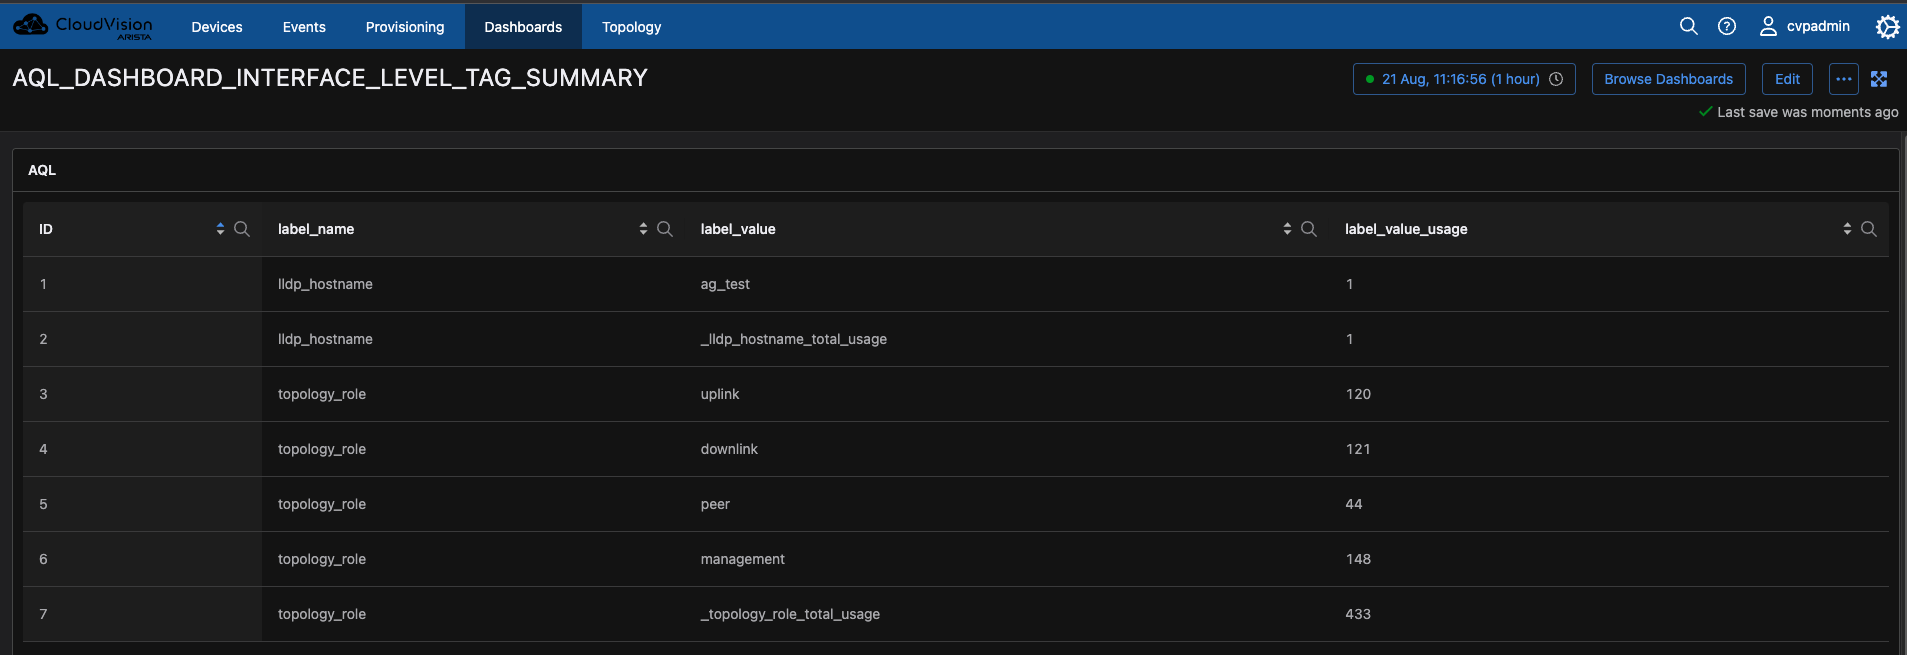 CloudVision
ARISTA
Devices Events Provisioning Dashboards Topology
cvpadmin
AQL_DASHBOARD_INTERFACE_LEVEL_TAG_SUMMARY
21 Aug, 11:16:56 (1 hour) Browse Dashboards Edit
Last save was moments ago
AQL
ID label_name label_value label_value_usage
1 lldp_hostname ag_test 1
2 lldp_hostname _lldp_hostname_total_usage 1
3 topology_role uplink 120
4 topology_role downlink 121
5 topology_role peer 44
6 topology_role management 148
7 topology_role _topology_role_total_usage 433